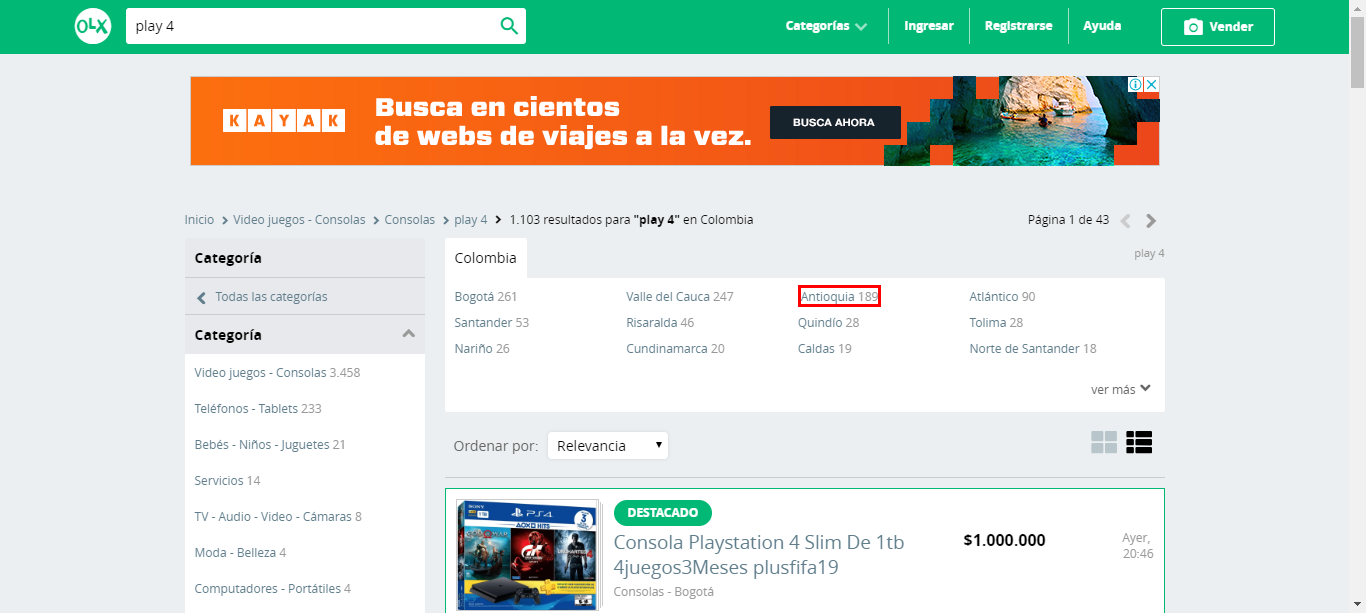 OLX
play 4
Categorías
Ingresar
Registrarse
Ayuda
Vender
KAYAK
Busca en cientos
de webs de viajes a la vez.
BUSCA AHORA
Inicio
Video juegos - Consolas
Consolas
play 4
1.103 resultados para "play 4" en Colombia
Página 1 de 43
Categoría
Todas las categorías
Categoría
Video juegos - Consolas 3.458
Teléfonos - Tablets 233
Bebés - Niños - Juguetes 21
Servicios 14
TV - Audio - Video - Cámaras 8
Moda - Belleza 4
Computadores - Portátiles 4
Colombia
play 4
Bogotá 261
Valle del Cauca 247
Antioquia 189
Atlántico 90
Santander 53
Risaralda 46
Quindío 28
Tolima 28
Nariño 26
Cundinamarca 20
Caldas 19
Norte de Santander 18
ver más
Ordenar por:
Relevancia
SONY
PS4
UNCHARTED 4
DESTACADO
Consola Playstation 4 Slim De 1tb
4juegos3Meses plusfifa19
Consolas - Bogotá
$1.000.000
Ayer,
20:46